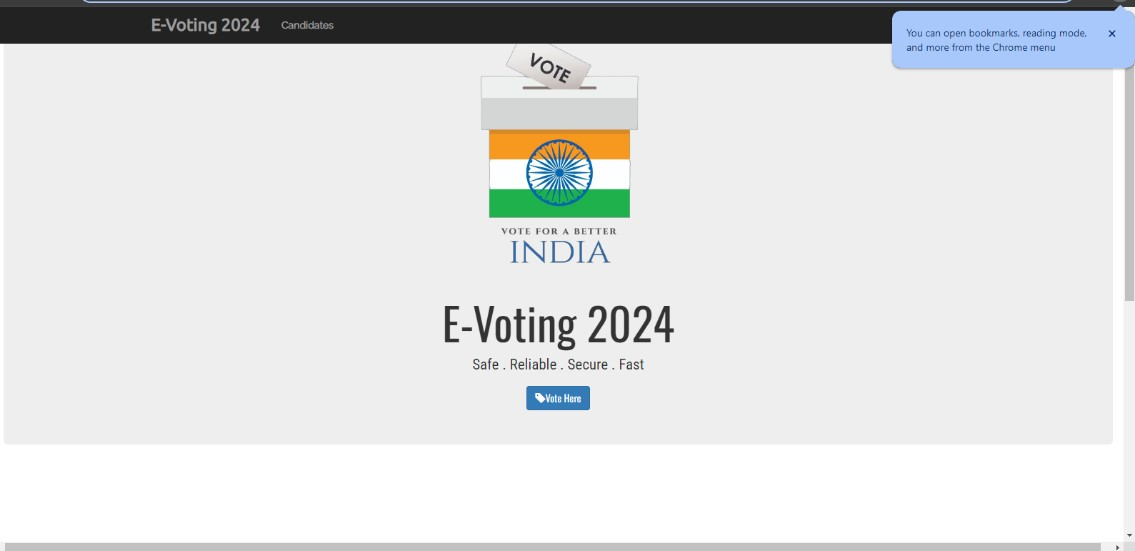 E-Voting 2024 Candidates
You can open bookmarks, reading mode,
and more from the Chrome menu
VOTE
VOTE FOR A BETTER
INDIA
E-Voting 2024
Safe . Reliable . Secure . Fast
Vote Here